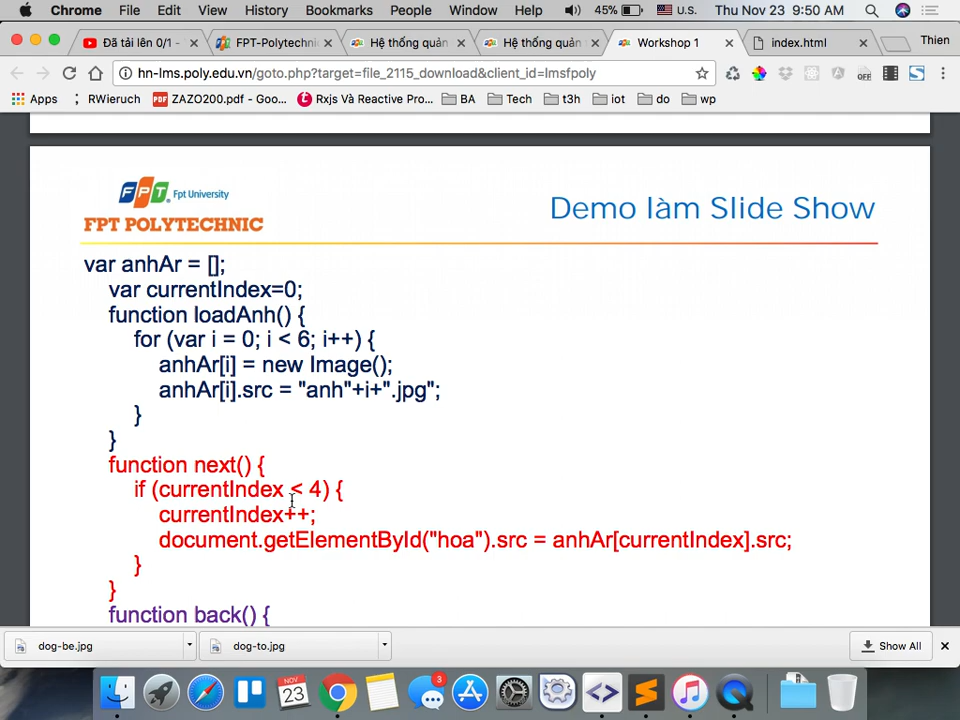 Chrome File Edit View History Bookmarks People Window Help 45% U.S. Thu Nov 23 9:50 AM
Đã tải lên 0/1 - FPT-Polytechnic Hệ thống quản Hệ thống quản Workshop 1 index.html Thien
hn-lms.poly.edu.vn/goto.php?target=file_2115_download&client_id=lmsfpoly OFF
Apps RWieruch ZAZO200.pdf - Goo... Rxjs Và Reactive Pro... BA Tech t3h iot do wp
FPT. Fpt University
FPT POLYTECHNIC
Demo làm Slide Show
var anhAr = [];
var currentIndex=0;
function loadAnh() {
for (var i = 0; i < 6; i++) {
anhAr[i] = new Image();
anhAr[i].src = "anh"+i+".jpg";
}
}
function next() {
if (currentIndex < 4) {
currentIndex++;
document.getElementById("hoa").src = anhAr[currentIndex].src;
}
}
function back() {
dog-be.jpg dog-to.jpg Show All
NOV 23 3